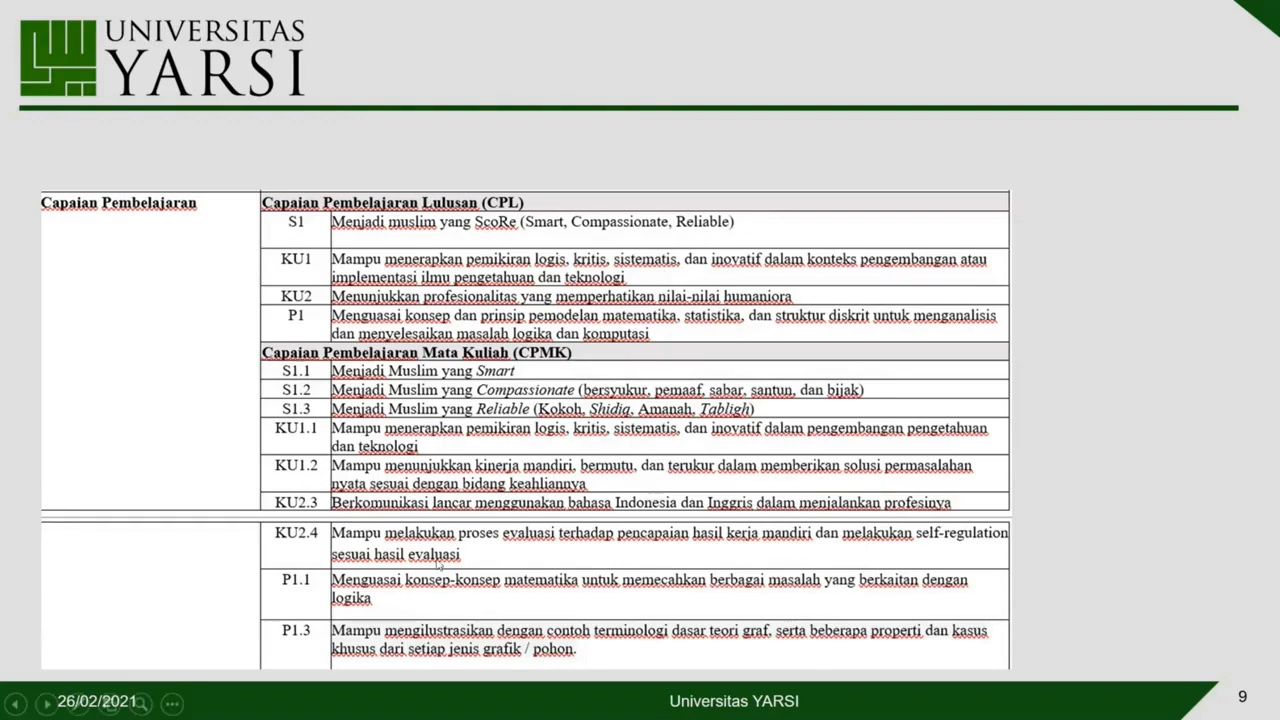 UNIVERSITAS
YARSI
Capaian Pembelajaran
Capaian Pembelajaran Lulusan (CPL)
S1 Menjadi muslim yang ScoRe (Smart, Compassionate, Reliable)
KU1 Mampu menerapkan pemikiran logis, kritis, sistematis, dan inovatif dalam konteks pengembangan atau
implementasi ilmu pengetahuan dan teknologi
KU2 Menunjukkan profesionalitas yang memperhatikan nilai-nilai humaniora
P1 Menguasai konsep dan prinsip pemodelan matematika, statistika, dan struktur diskrit untuk menganalisis
dan menyelesaikan masalah logika dan komputasi
Capaian Pembelajaran Mata Kuliah (CPMK)
S1.1 Menjadi Muslim yang Smart
S1.2 Menjadi Muslim yang Compassionate (bersyukur, pemaaf, sabar, santun, dan bijak)
S1.3 Menjadi Muslim yang Reliable (Kokoh, Shidiq, Amanah, Tabligh)
KU1.1 Mampu menerapkan pemikiran logis, kritis, sistematis, dan inovatif dalam pengembangan pengetahuan
dan teknologi
KU1.2 Mampu menunjukkan kinerja mandiri, bermutu, dan terukur dalam memberikan solusi permasalahan
nyata sesuai dengan bidang keahliannya
KU2.3 Berkomunikasi lancar menggunakan bahasa Indonesia dan Inggris dalam menjalankan profesinya
KU2.4 Mampu melakukan proses evaluasi terhadap pencapaian hasil kerja mandiri dan melakukan self-regulation
sesuai hasil evaluasi
P1.1 Menguasai konsep-konsep matematika untuk memecahkan berbagai masalah yang berkaitan dengan
logika
P1.3 Mampu mengilustrasikan dengan contoh terminologi dasar teori graf, serta beberapa properti dan kasus
khusus dari setiap jenis grafik / pohon.
26/02/2021
Universitas YARSI
9